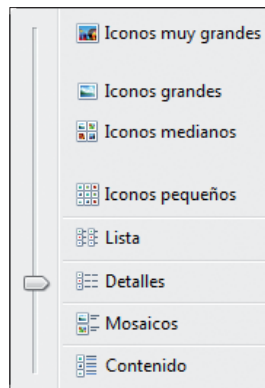 Iconos muy grandes
Iconos grandes
Iconos medianos
Iconos pequeños
Lista
Detalles
Mosaicos
Contenido